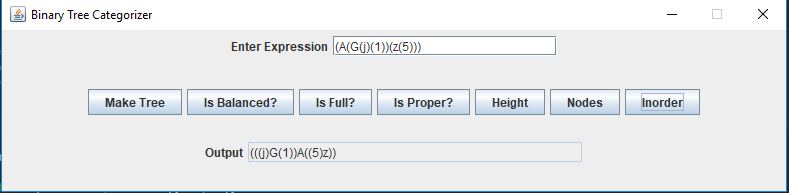 Binary Tree Categorizer
Enter Expression (A(G(j)(1))(z(5)))
Make Tree Is Balanced? Is Full? Is Proper? Height Nodes Inorder
Output (((j)G(1))A((5)z))